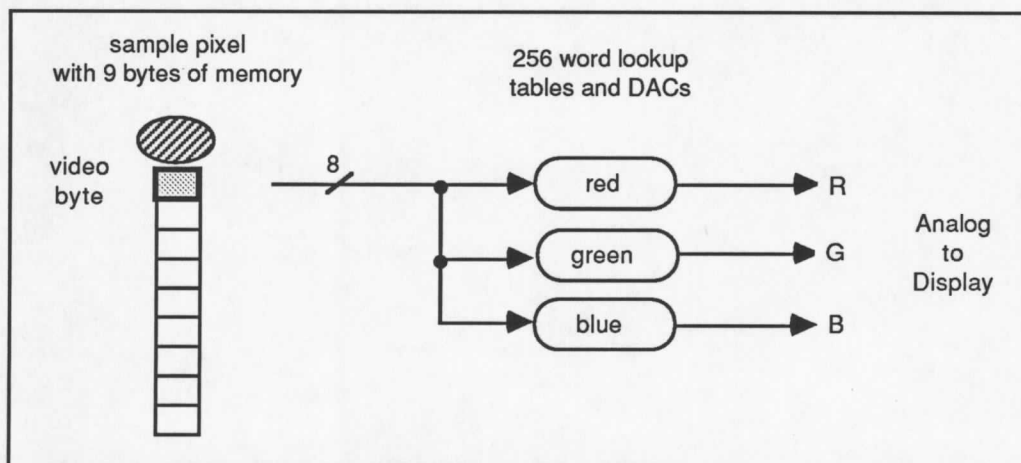 sample pixel
with 9 bytes of memory
256 word lookup
tables and DACs
video
byte
8
red
R
green
G
blue
B
Analog
to
Display